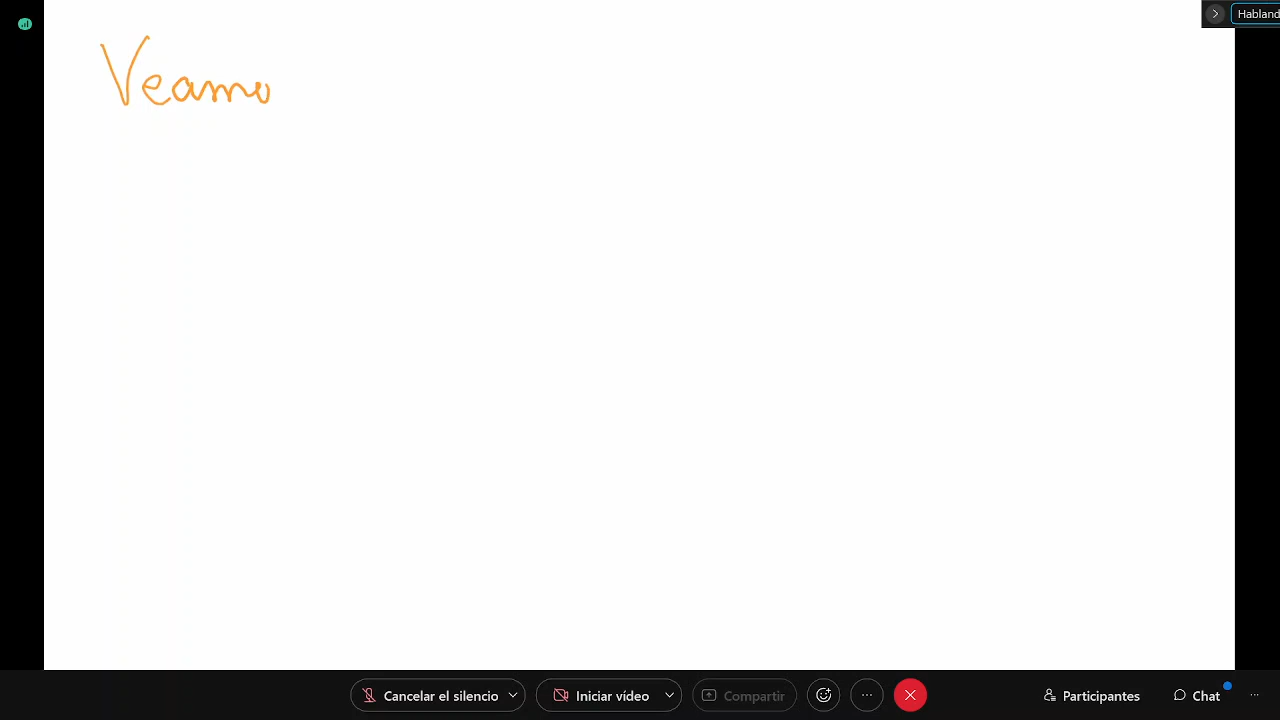 Habland
Veamo
Cancelar el silencio
Iniciar vídeo
Compartir
Participantes
Chat